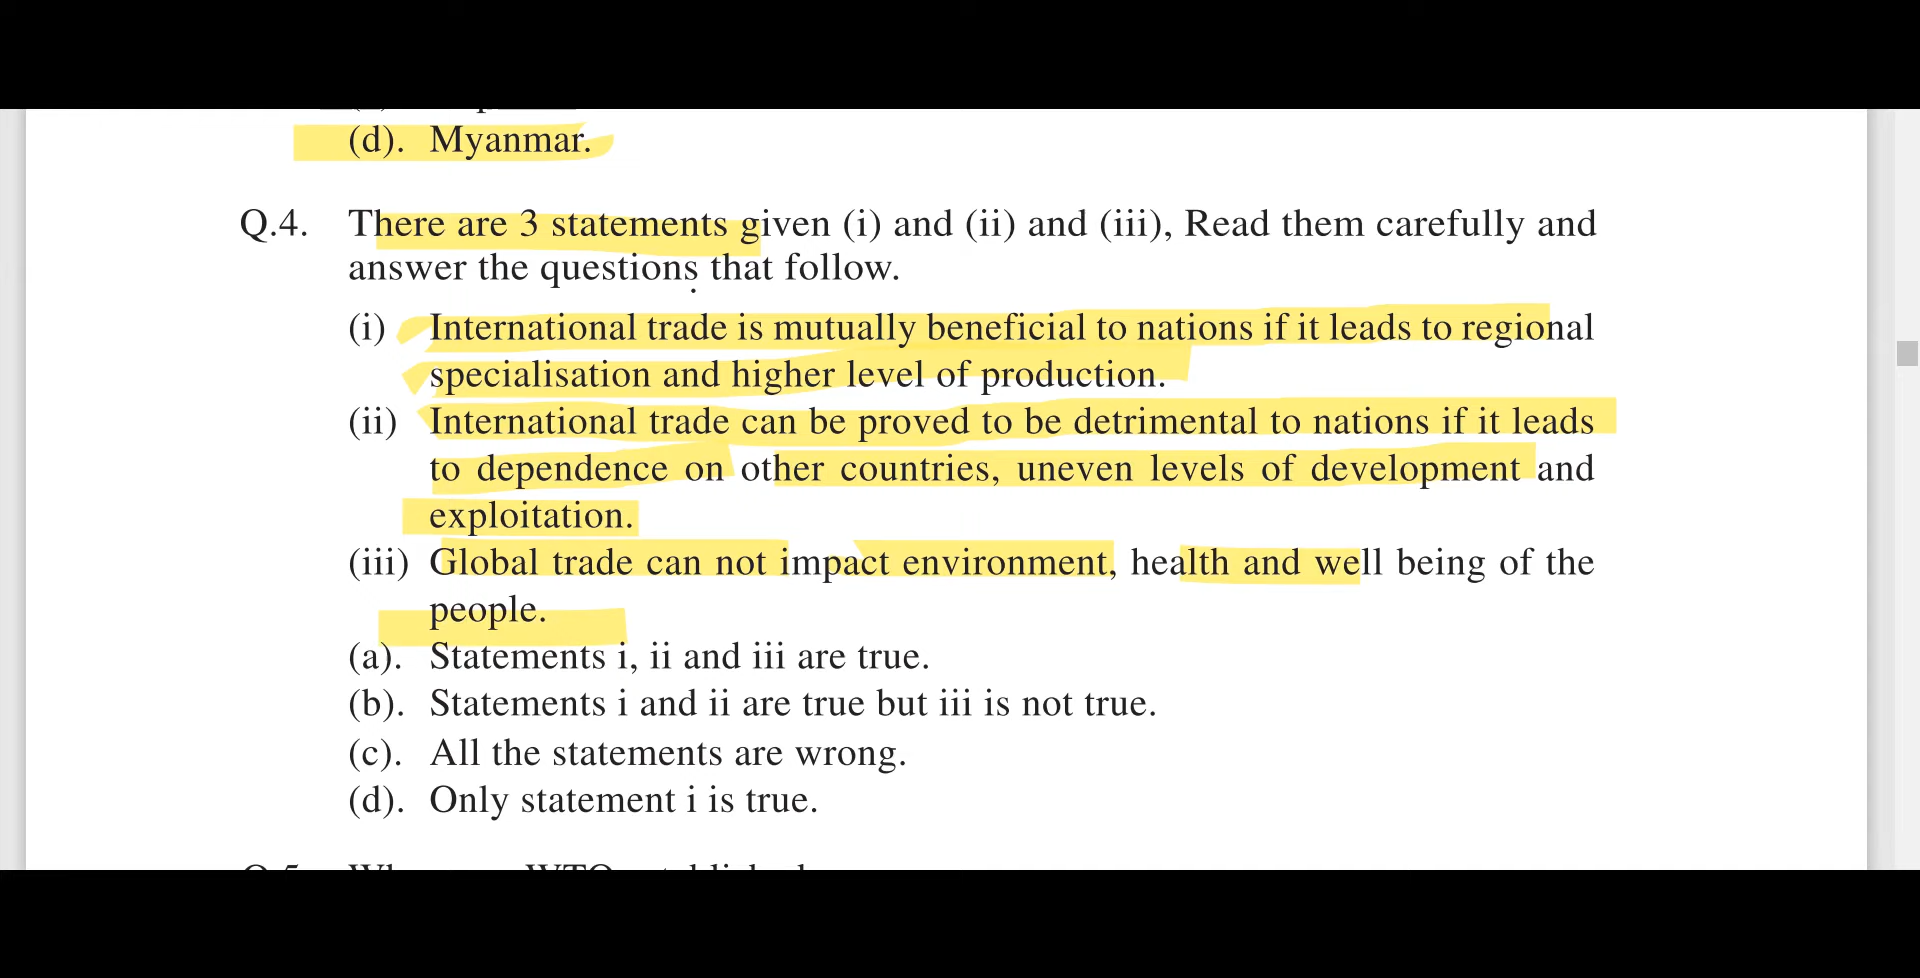 (d). Myanmar.
Q.4. There are 3 statements given (i) and (ii) and (iii), Read them carefully and
answer the questions that follow.
(i) International trade is mutually beneficial to nations if it leads to regional
specialisation and higher level of production.
(ii) International trade can be proved to be detrimental to nations if it leads
to dependence on other countries, uneven levels of development and
exploitation.
(iii) Global trade can not impact environment, health and well being of the
people.
(a). Statements i, ii and iii are true.
(b). Statements i and ii are true but iii is not true.
(c). All the statements are wrong.
(d). Only statement i is true.